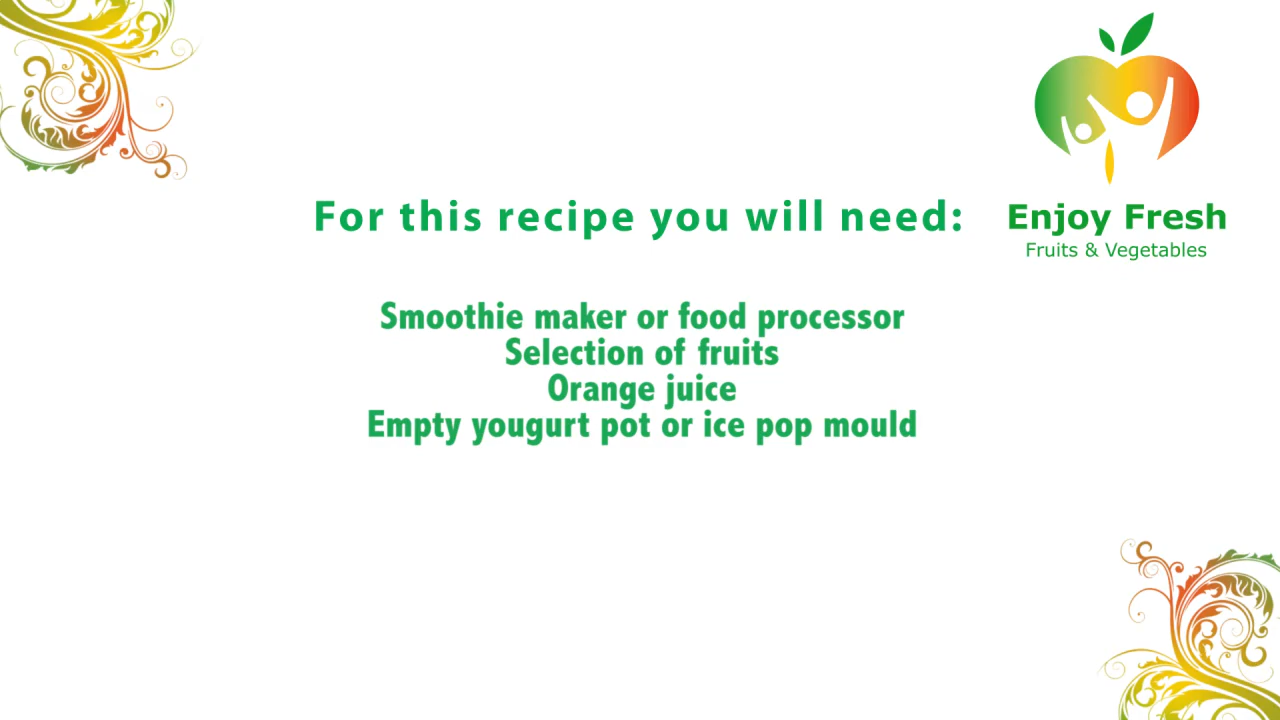 For this recipe you will need:
Enjoy Fresh
Fruits & Vegetables
Smoothie maker or food processor
Selection of fruits
Orange juice
Empty yougurt pot or ice pop mould